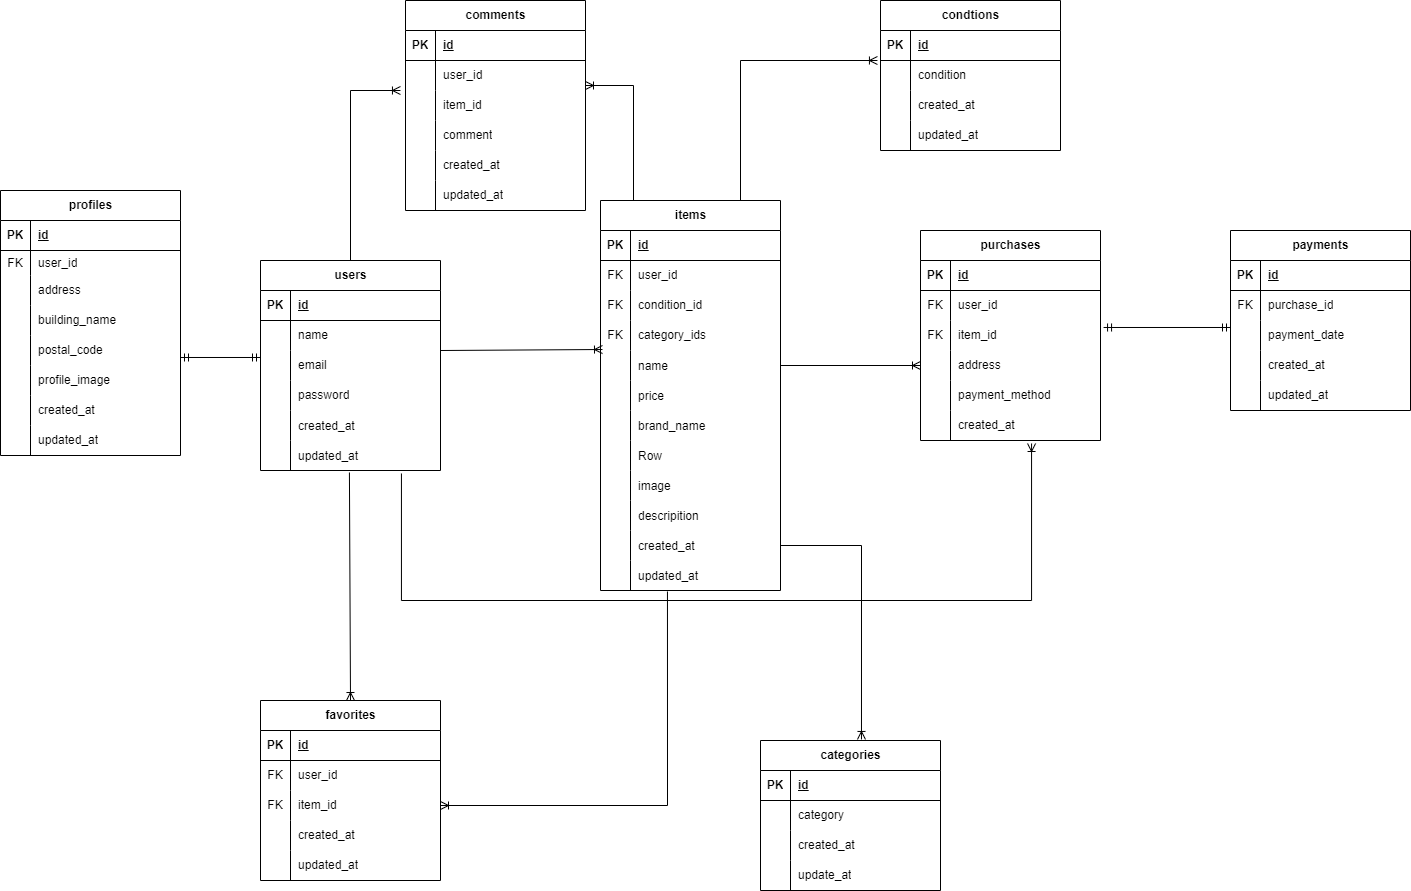 comments
PK id
user_id
item_id
comment
created_at
updated_at
condtions
PK id
condition
created_at
updated_at
profiles
PK id
FK user_id
address
building_name
postal_code
profile_image
created_at
updated_at
users
PK id
name
email
password
created_at
updated_at
items
PK id
FK user_id
FK condition_id
FK category_ids
name
price
brand_name
Row
image
descripition
created_at
updated_at
purchases
PK id
FK user_id
FK item_id
address
payment_method
created_at
payments
PK id
FK purchase_id
payment_date
created_at
updated_at
favorites
PK id
FK user_id
FK item_id
created_at
updated_at
categories
PK id
category
created_at
update_at